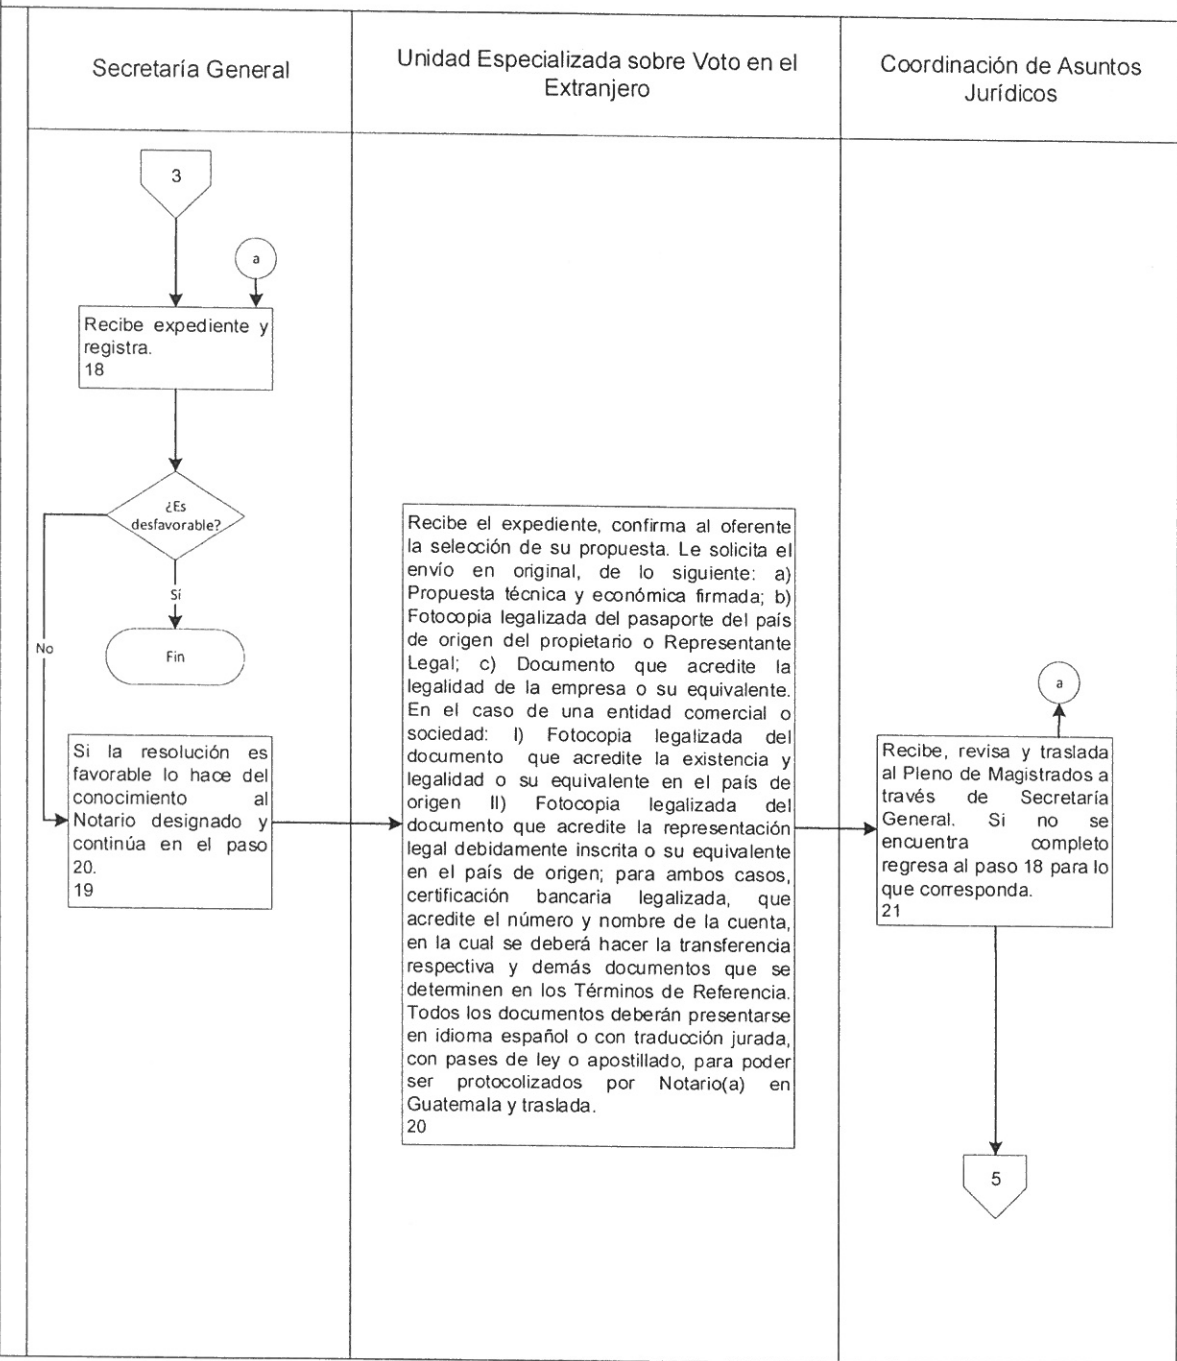 Secretaría General
Unidad Especializada sobre Voto en el
Extranjero
Coordinación de Asuntos
Jurídicos
3
a
Recibe expediente y
registra.
18
¿Es
desfavorable?
Sí
No
Fin
Si la resolución es
favorable lo hace del
conocimiento al
Notario designado y
continúa en el paso
20.
19
Recibe el expediente, confirma al oferente
la selección de su propuesta. Le solicita el
envío en original, de lo siguiente: a)
Propuesta técnica y económica firmada; b)
Fotocopia legalizada del pasaporte del país
de origen del propietario o Representante
Legal; c) Documento que acredite la
legalidad de la empresa o su equivalente.
En el caso de una entidad comercial o
sociedad: I) Fotocopia legalizada del
documento que acredite la existencia y
legalidad o su equivalente en el país de
origen II) Fotocopia legalizada del
documento que acredite la representación
legal debidamente inscrita o su equivalente
en el país de origen; para ambos casos,
certificación bancaria legalizada, que
acredite el número y nombre de la cuenta,
en la cual se deberá hacer la transferencia
respectiva y demás documentos que se
determinen en los Términos de Referencia.
Todos los documentos deberán presentarse
en idioma español o con traducción jurada,
con pases de ley o apostillado, para poder
ser protocolizados por Notario(a) en
Guatemala y traslada.
20
a
Recibe, revisa y traslada
al Pleno de Magistrados a
través de Secretaría
General. Si no se
encuentra completo
regresa al paso 18 para lo
que corresponda.
21
5